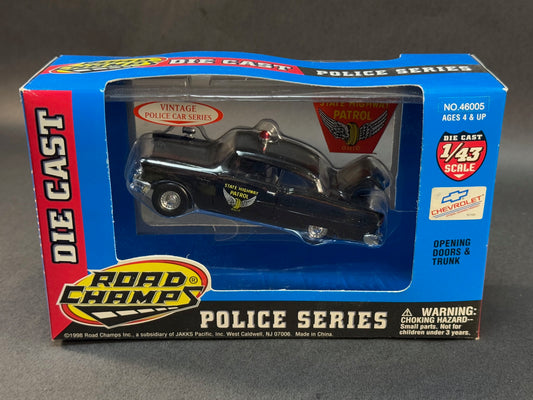 ROAD CHAMPS
DIE CAST
POLICE SERIES
DIE CAST
VINTAGE
POLICE CAR SERIES
STATE HIGHWAY
PATROL
OHIO
STATE HIGHWAY
PATROL
NO.46005
AGES 4 & UP
DIE CAST
1/43
SCALE
CHEVROLET
OPENING
DOORS &
TRUNK
ROAD
CHAMPS®
POLICE SERIES
©1998 Road Champs Inc., a subsidiary of JAKKS Pacific, Inc. West Caldwell, NJ 07006. Made in China.
WARNING:
CHOKING HAZARD--
Small parts. Not for
children under 3 years.